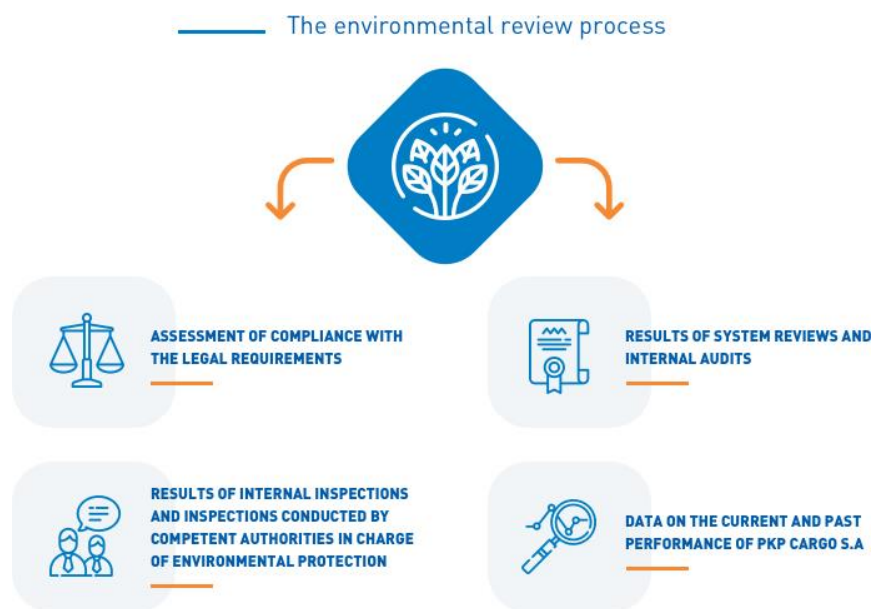 The environmental review process
ASSESSMENT OF COMPLIANCE WITH
THE LEGAL REQUIREMENTS
RESULTS OF SYSTEM REVIEWS AND
INTERNAL AUDITS
RESULTS OF INTERNAL INSPECTIONS
AND INSPECTIONS CONDUCTED BY
COMPETENT AUTHORITIES IN CHARGE
OF ENVIRONMENTAL PROTECTION
DATA ON THE CURRENT AND PAST
PERFORMANCE OF PKP CARGO S.A